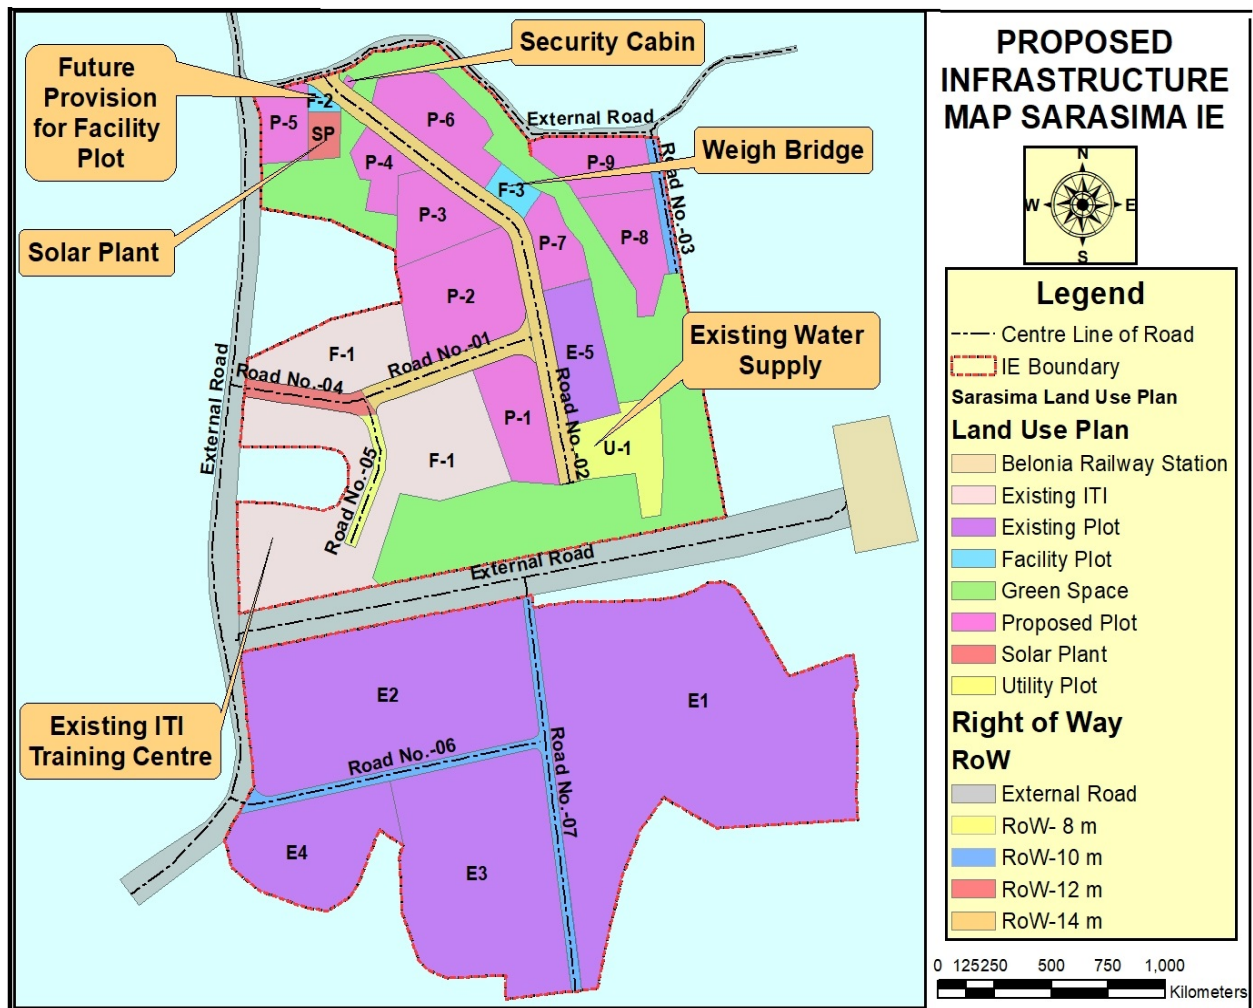 PROPOSED
INFRASTRUCTURE
MAP SARASIMA IE
N
W
E
S
Legend
Centre Line of Road
IE Boundary
Sarasima Land Use Plan
Land Use Plan
Belonia Railway Station
Existing ITI
Existing Plot
Facility Plot
Green Space
Proposed Plot
Solar Plant
Utility Plot
Right of Way
RoW
External Road
RoW- 8 m
RoW-10 m
RoW-12 m
RoW-14 m
0 125250 500 750 1,000
Kilometers
Security Cabin
Future
Provision
for Facility
Plot
Weigh Bridge
Solar Plant
Existing Water
Supply
Existing ITI
Training Centre
External Road
F-2
P-5
SP
P-6
P-4
P-9
F-3
P-3
P-7
P-8
Road No.-03
P-2
F-1
Road No.-01
E-5
Road No.-04
External Road
Road No.-02
P-1
U-1
F-1
Road No.-05
External Road
E2
E1
Road No.-06
Road No.-07
E4
E3